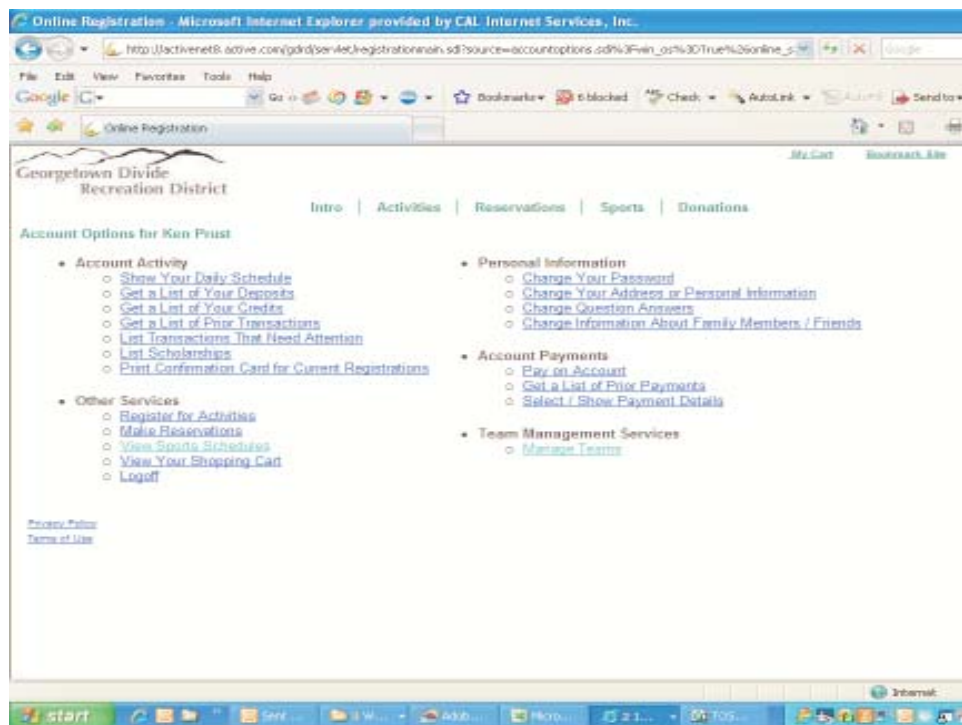 Online Registration - Microsoft Internet Explorer provided by CAL Internet Services, Inc.
File Edit View Favorites Tools Help
Google Go Bookmarks 6 blocked Check AutoLink Send to
Online Registration
My Cart Bookmark Site
Georgetown Divide
Recreation District
Intro | Activities | Reservations | Sports | Donations
Account Options for Ken Prust
Account Activity
Show Your Daily Schedule
Get a List of Your Deposits
Get a List of Your Credits
Get a List of Prior Transactions
List Transactions That Need Attention
List Scholarships
Print Confirmation Card for Current Registrations
Other Services
Register for Activities
Make Reservations
View Sports Schedules
View Your Shopping Cart
Logoff
Personal Information
Change Your Password
Change Your Address or Personal Information
Change Question Answers
Change Information About Family Members / Friends
Account Payments
Pay on Account
Get a List of Prior Payments
Select / Show Payment Details
Team Management Services
Manage Teams
Privacy Policy
Terms of Use
Internet
start